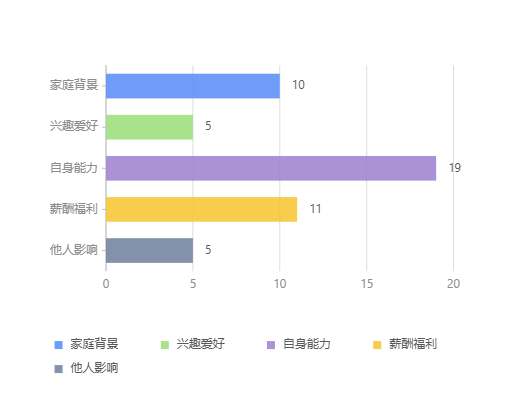 家庭背景 10
兴趣爱好 5
自身能力 19
薪酬福利 11
他人影响 5
0 5 10 15 20
家庭背景 兴趣爱好 自身能力 薪酬福利
他人影响